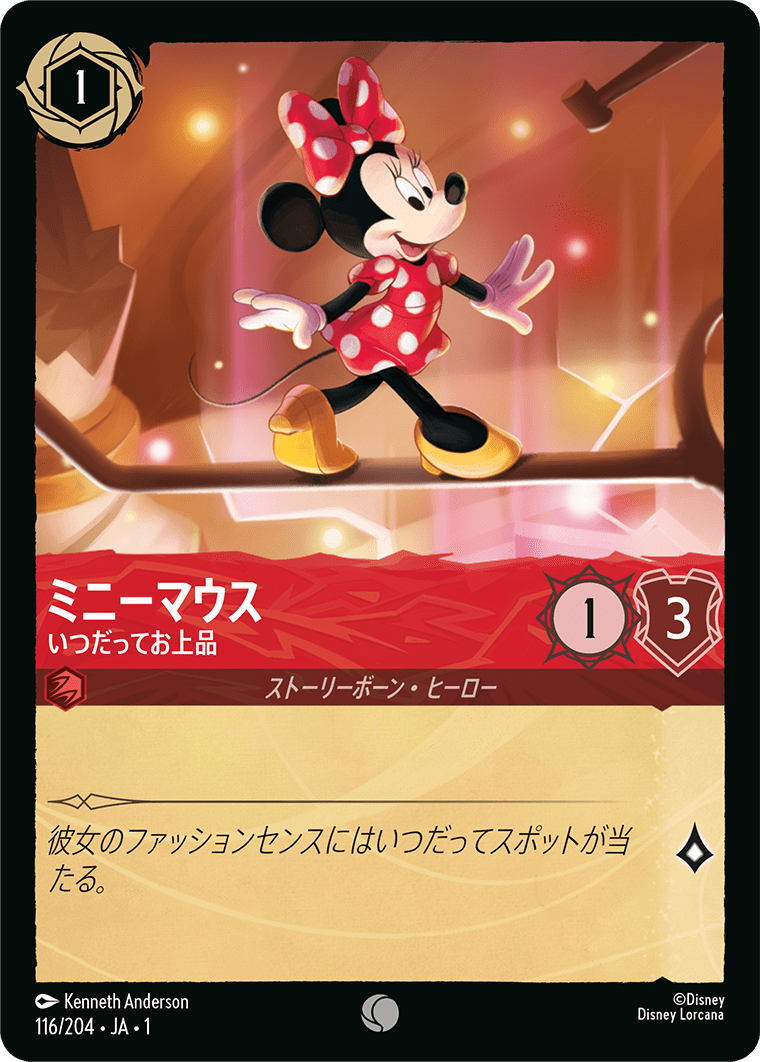 1
ミニーマウス
いつだってお上品
1
3
ストーリーボーン・ヒーロー
彼女のファッションセンスにはいつだってスポットが当
たる。
Kenneth Anderson
116/204・JA・1
©Disney
Disney Lorcana